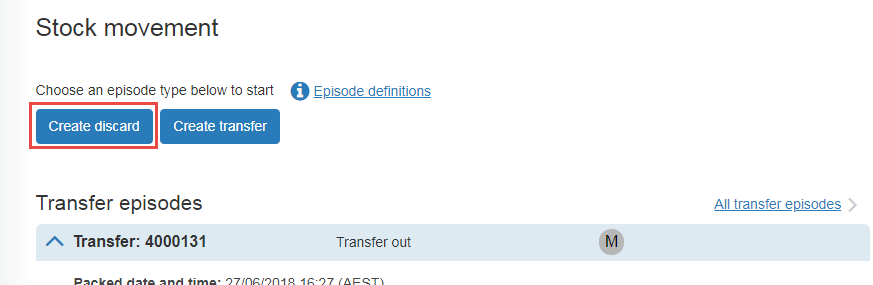 Stock movement
Choose an episode type below to start Episode definitions
Create discard Create transfer
Transfer episodes All transfer episodes
Transfer: 4000131 Transfer out M
Packed date and time: 27/06/2018 16:27 (AEST)